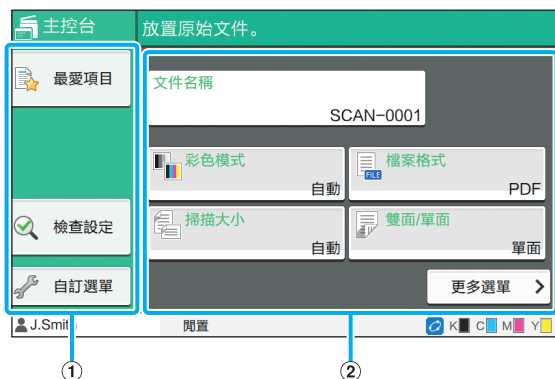 主控台
放置原始文件。
最愛項目
檢查設定
自訂選單
文件名稱
SCAN-0001
彩色模式
自動
檔案格式
FILE
PDF
掃描大小
自動
雙面/單面
單面
更多選單
J.Smith
閒置
K C M Y
① ②